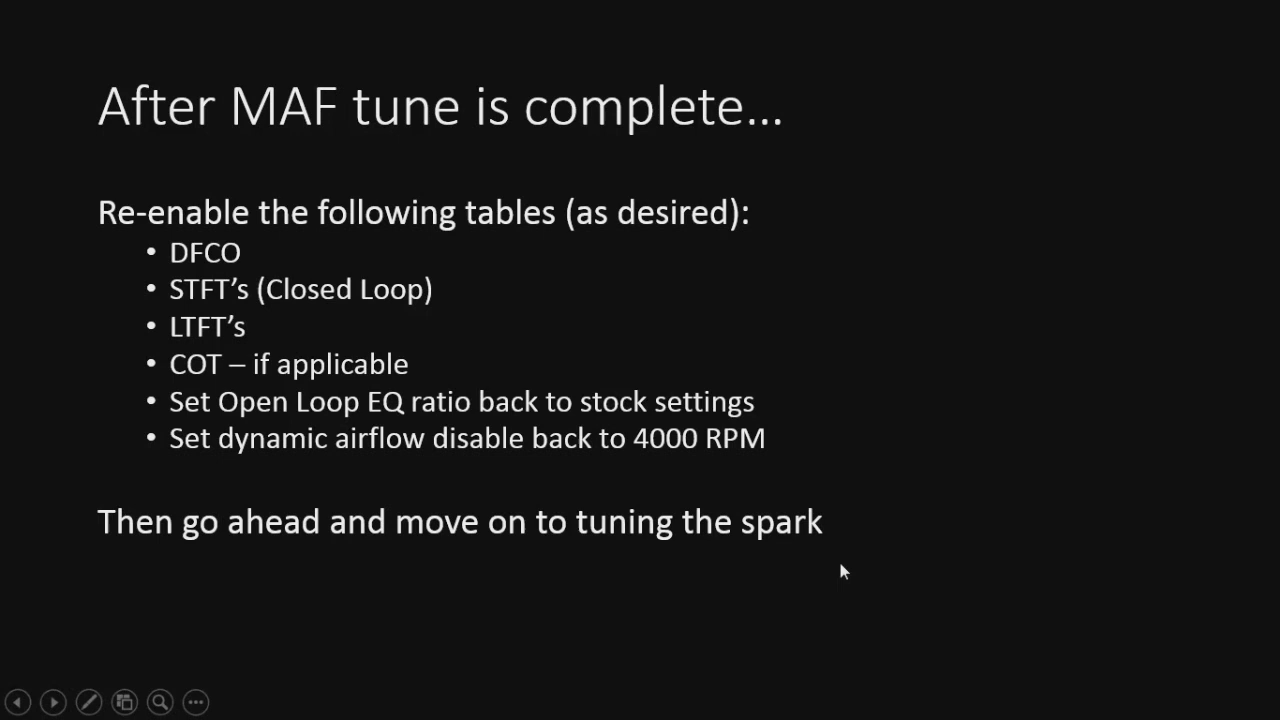 After MAF tune is complete...
Re-enable the following tables (as desired):
• DFCO
• STFT's (Closed Loop)
• LTFT's
• COT – if applicable
• Set Open Loop EQ ratio back to stock settings
• Set dynamic airflow disable back to 4000 RPM
Then go ahead and move on to tuning the spark